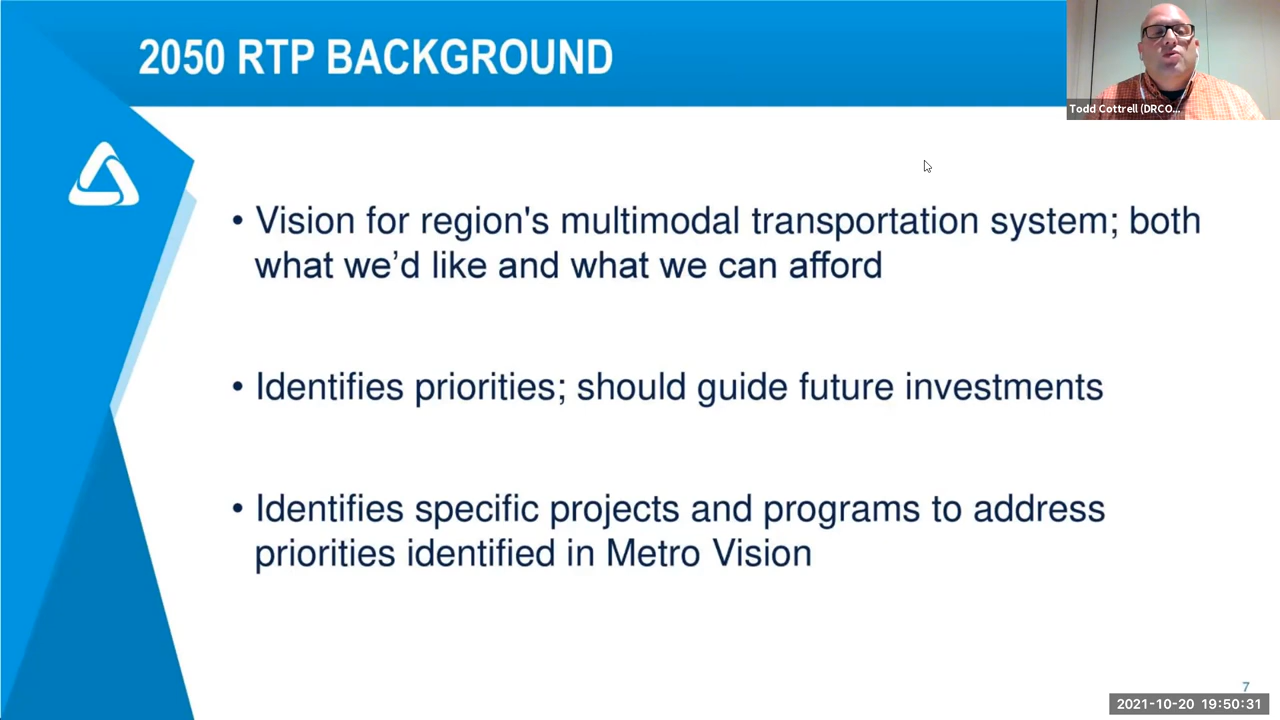 2050 RTP BACKGROUND
Todd Cottrell (DRCO...
• Vision for region's multimodal transportation system; both
what we’d like and what we can afford
• Identifies priorities; should guide future investments
• Identifies specific projects and programs to address
priorities identified in Metro Vision
7
2021-10-20 19:50:31